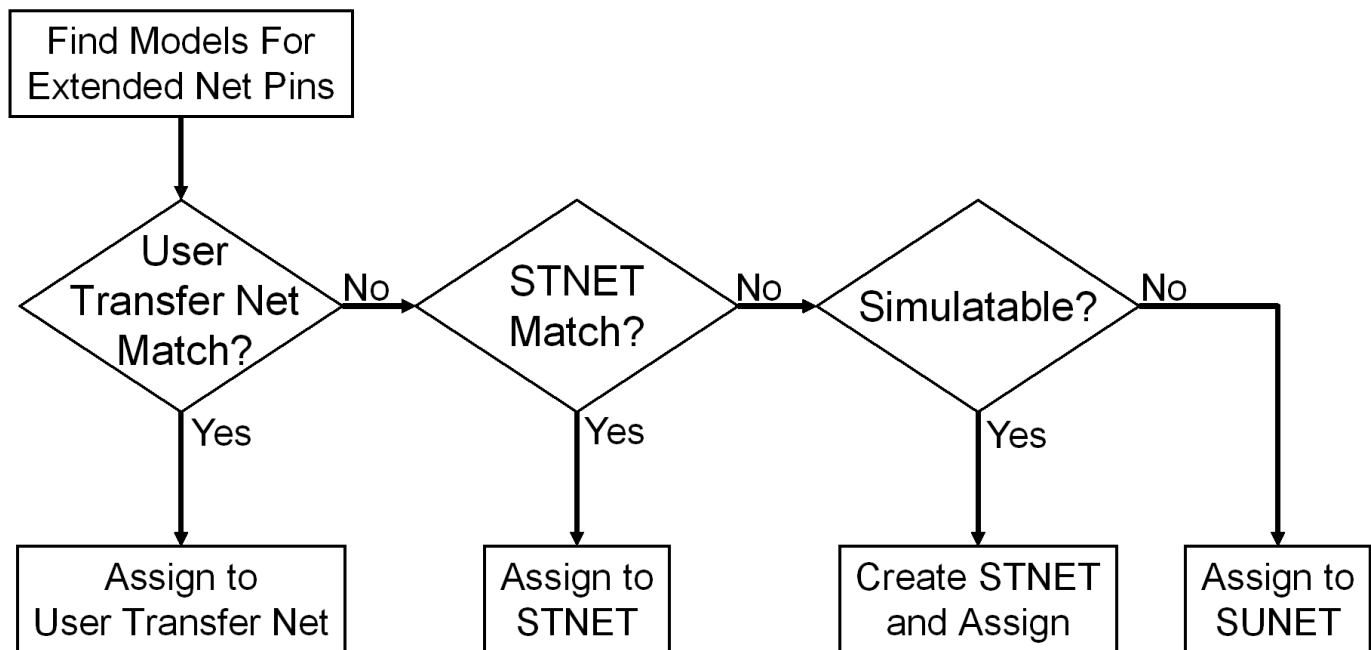 Find Models For
Extended Net Pins
User
Transfer Net
Match?
No
STNET
Match?
No
Simulatable?
No
Yes
Yes
Yes
Assign to
User Transfer Net
Assign to
STNET
Create STNET
and Assign
Assign to
SUNET